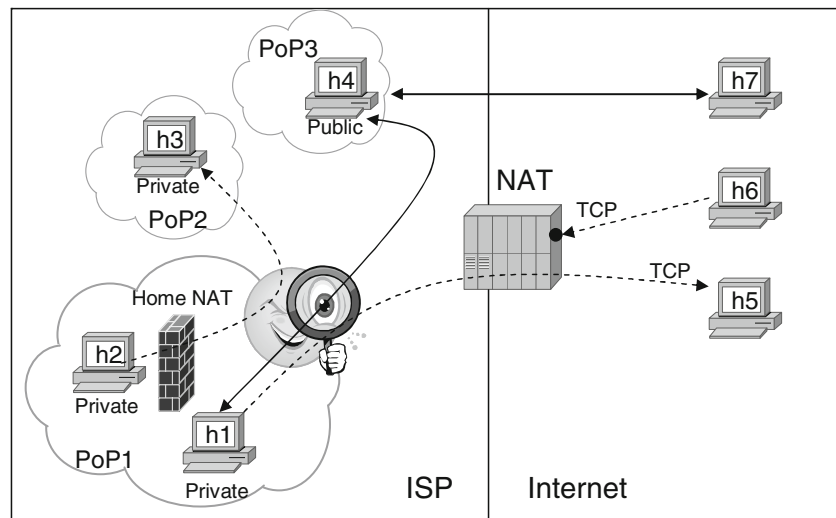 PoP3
h4
Public
h7
h3
Private
PoP2
NAT
TCP
h6
TCP
h5
Home NAT
h2
Private
h1
PoP1
Private
ISP
Internet